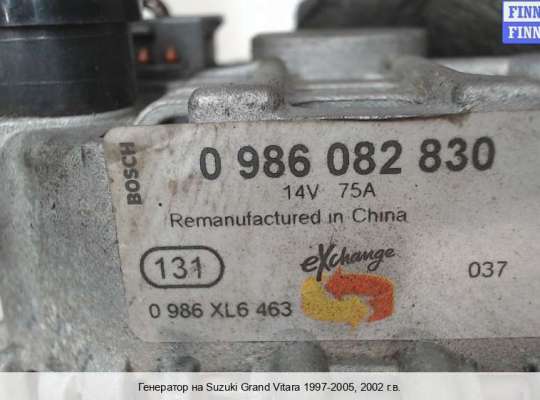 FINN
FINN
BOSCH
0 986 082 830
14V 75A
Remanufactured in China
131
eXchange
037
0 986 XL6 463
Генератор на Suzuki Grand Vitara 1997-2005, 2002 г.в.